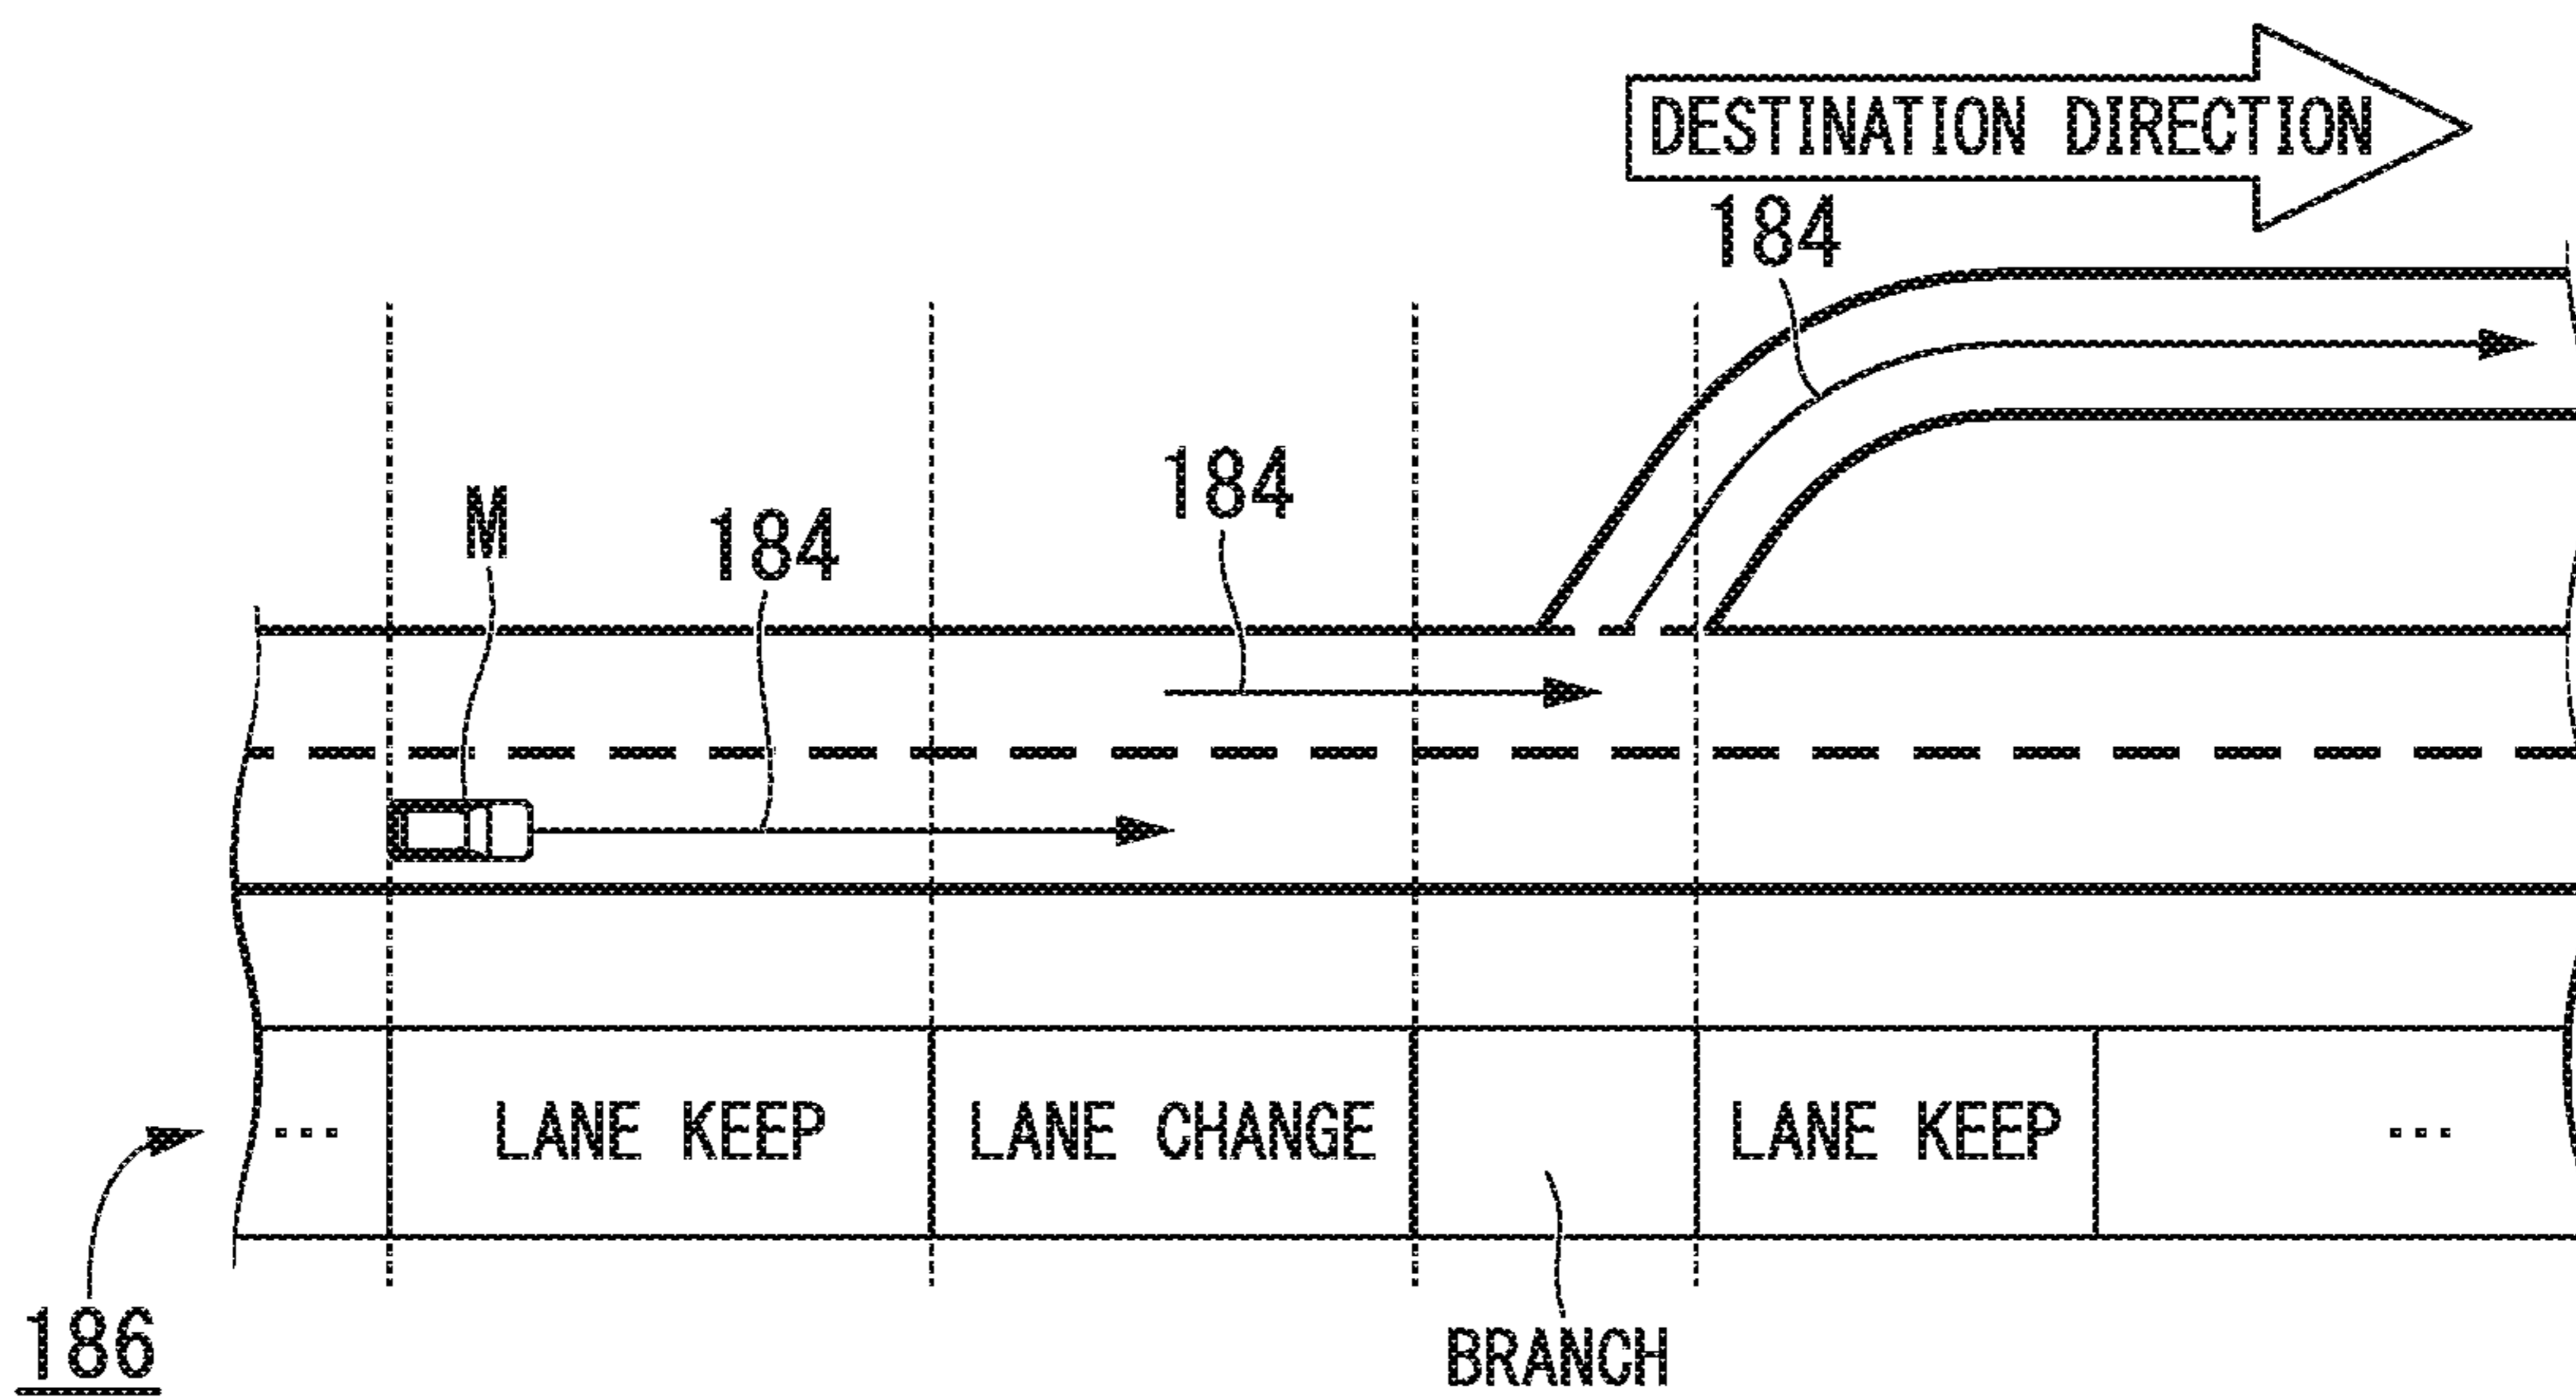 DESTINATION DIRECTION
184
184
M
184
... LANE KEEP LANE CHANGE LANE KEEP ...
186
BRANCH